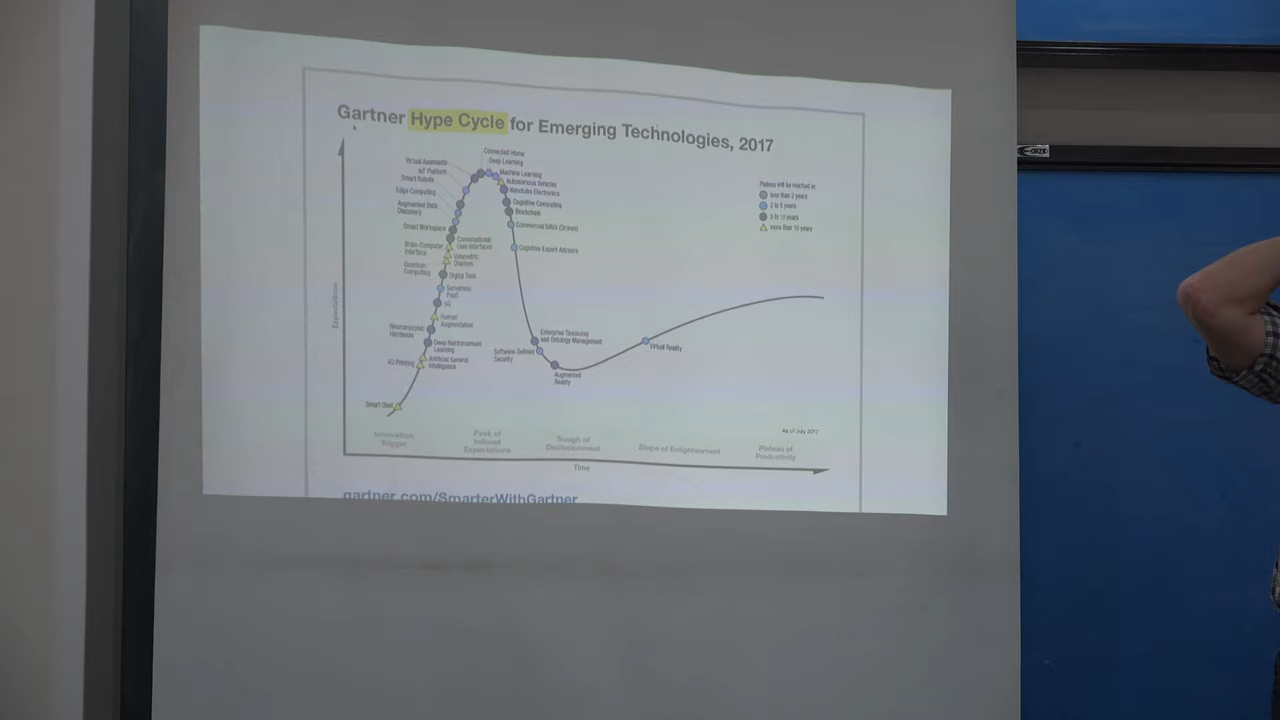 Gartner Hype Cycle for Emerging Technologies, 2017
Connected Home
Deep Learning
Virtual Assistants
IoT Platform
Machine Learning
Smart Robots
Autonomous Vehicles
Nanotube Electronics
Edge Computing
Cognitive Computing
Augmented Data
Discovery
Blockchain
Commercial UAVs (Drones)
Smart Workspace
Conversational
User Interfaces
Brain-Computer
Interface
Cognitive Expert Advisors
Volumetric
Displays
Quantum
Computing
Digital Twin
Serverless
PaaS
5G
Human
Augmentation
Neuromorphic
Hardware
Deep Reinforcement
Learning
Artificial General
Intelligence
4D Printing
Smart Dust
Enterprise Taxonomy
and Ontology Management
Software-Defined
Security
Augmented
Reality
Virtual Reality
Plateau will be reached in:
less than 2 years
2 to 5 years
5 to 10 years
more than 10 years
As of July 2017
Expectations
Innovation
Trigger
Peak of
Inflated
Expectations
Trough of
Disillusionment
Slope of Enlightenment
Plateau of
Productivity
Time
gartner.com/SmarterWithGartner